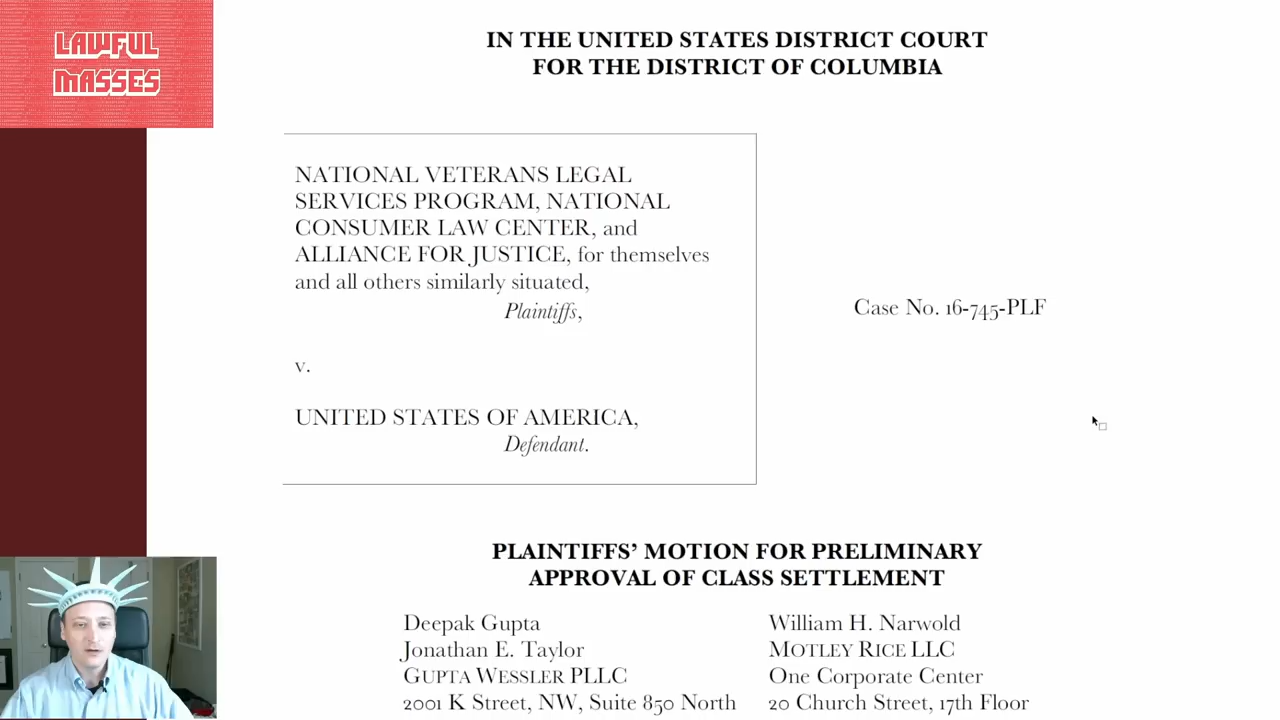 LAWFUL
MASSES
IN THE UNITED STATES DISTRICT COURT
FOR THE DISTRICT OF COLUMBIA
NATIONAL VETERANS LEGAL
SERVICES PROGRAM, NATIONAL
CONSUMER LAW CENTER, and
ALLIANCE FOR JUSTICE, for themselves
and all others similarly situated,
Plaintiffs,
v.
UNITED STATES OF AMERICA,
Defendant.
Case No. 16-745-PLF
PLAINTIFFS’ MOTION FOR PRELIMINARY
APPROVAL OF CLASS SETTLEMENT
Deepak Gupta
Jonathan E. Taylor
GUPTA WESSLER PLLC
2001 K Street, NW, Suite 850 North
William H. Narwold
MOTLEY RICE LLC
One Corporate Center
20 Church Street, 17th Floor